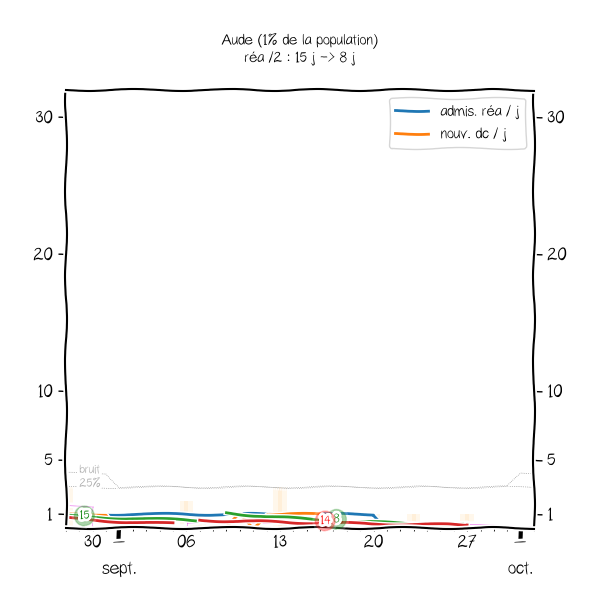 Aude (1% de la population)
réa /2 : 15 j -> 8 j
admis. réa / j
nouv. dc / j
30 30
20 20
10 10
5 5
bruit
25%
1 15 14 8 1
30 06 13 20 27
sept. oct.